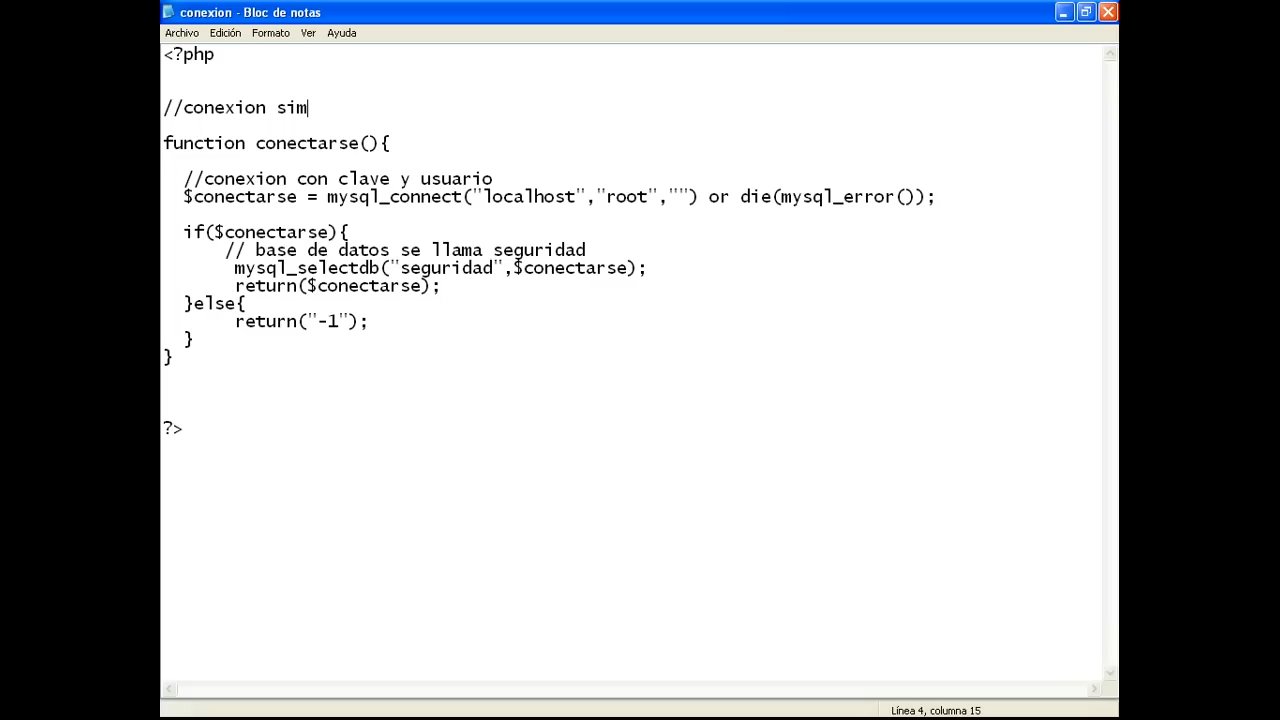 conexion - Bloc de notas
Archivo Edición Formato Ver Ayuda
<?php
//conexion sim
function conectarse(){
//conexion con clave y usuario
$conectarse = mysql_connect("localhost","root","") or die(mysql_error());
if($conectarse){
// base de datos se llama seguridad
mysql_selectdb("seguridad",$conectarse);
return($conectarse);
}else{
return("-1");
}
}
?>
Línea 4, columna 15